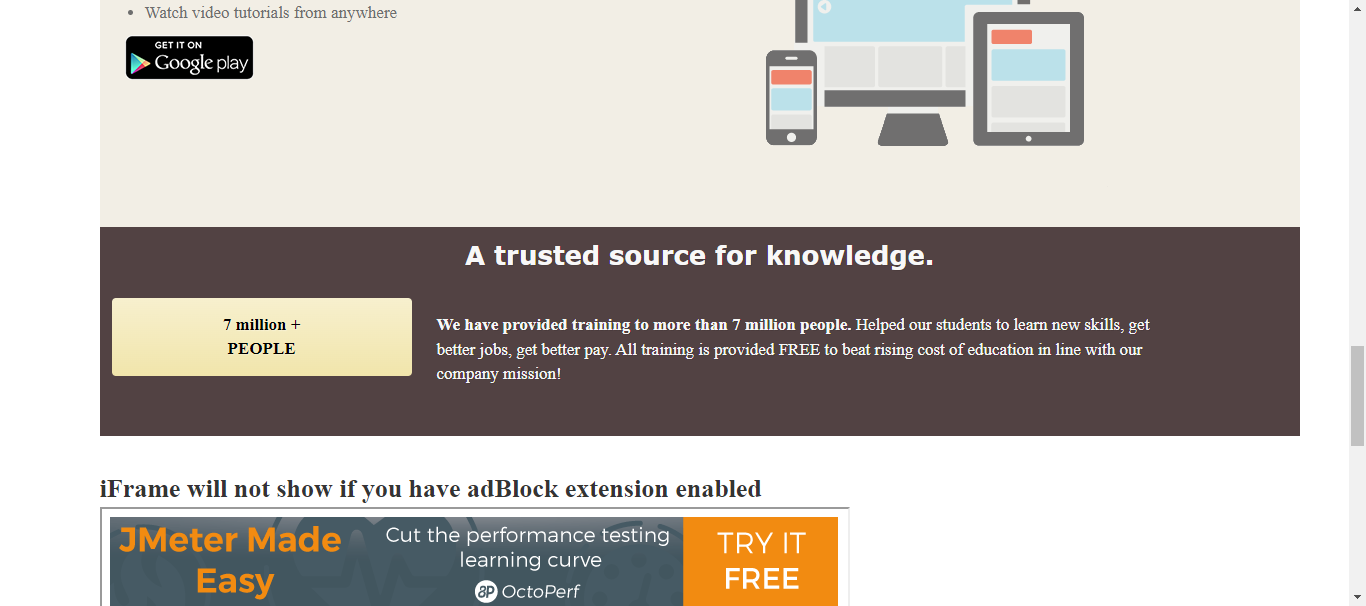 Watch video tutorials from anywhere
GET IT ON
Google play
A trusted source for knowledge.
7 million +
PEOPLE
We have provided training to more than 7 million people. Helped our students to learn new skills, get
better jobs, get better pay. All training is provided FREE to beat rising cost of education in line with our
company mission!
iFrame will not show if you have adBlock extension enabled
JMeter Made
Easy
Cut the performance testing
learning curve
OctoPerf
TRY IT
FREE